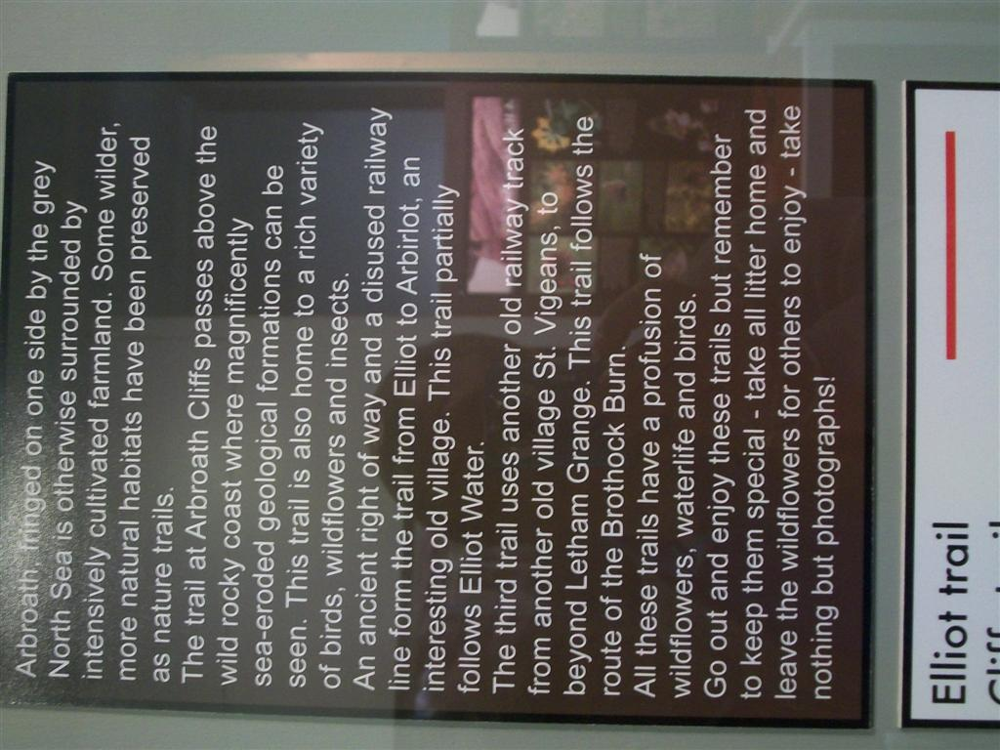 Arbroath, fringed on one side by the grey
North Sea is otherwise surrounded by
intensively cultivated farmland. Some wilder,
more natural habitats have been preserved
as nature trails.
The trail at Arbroath Cliffs passes above the
wild rocky coast where magnificently
sea-eroded geological formations can be
seen. This trail is also home to a rich variety
of birds, wildflowers and insects.
An ancient right of way and a disused railway
line form the trail from Elliot to Arbirlot, an
interesting old village. This trail partially
follows Elliot Water.
The third trail uses another old railway track
from another old village St. Vigeans, to
beyond Letham Grange. This trail follows the
route of the Brothock Burn.
All these trails have a profusion of
wildflowers, waterlife and birds.
Go out and enjoy these trails but remember
to keep them special - take all litter home and
leave the wildflowers for others to enjoy - take
nothing but photographs!
Elliot trail